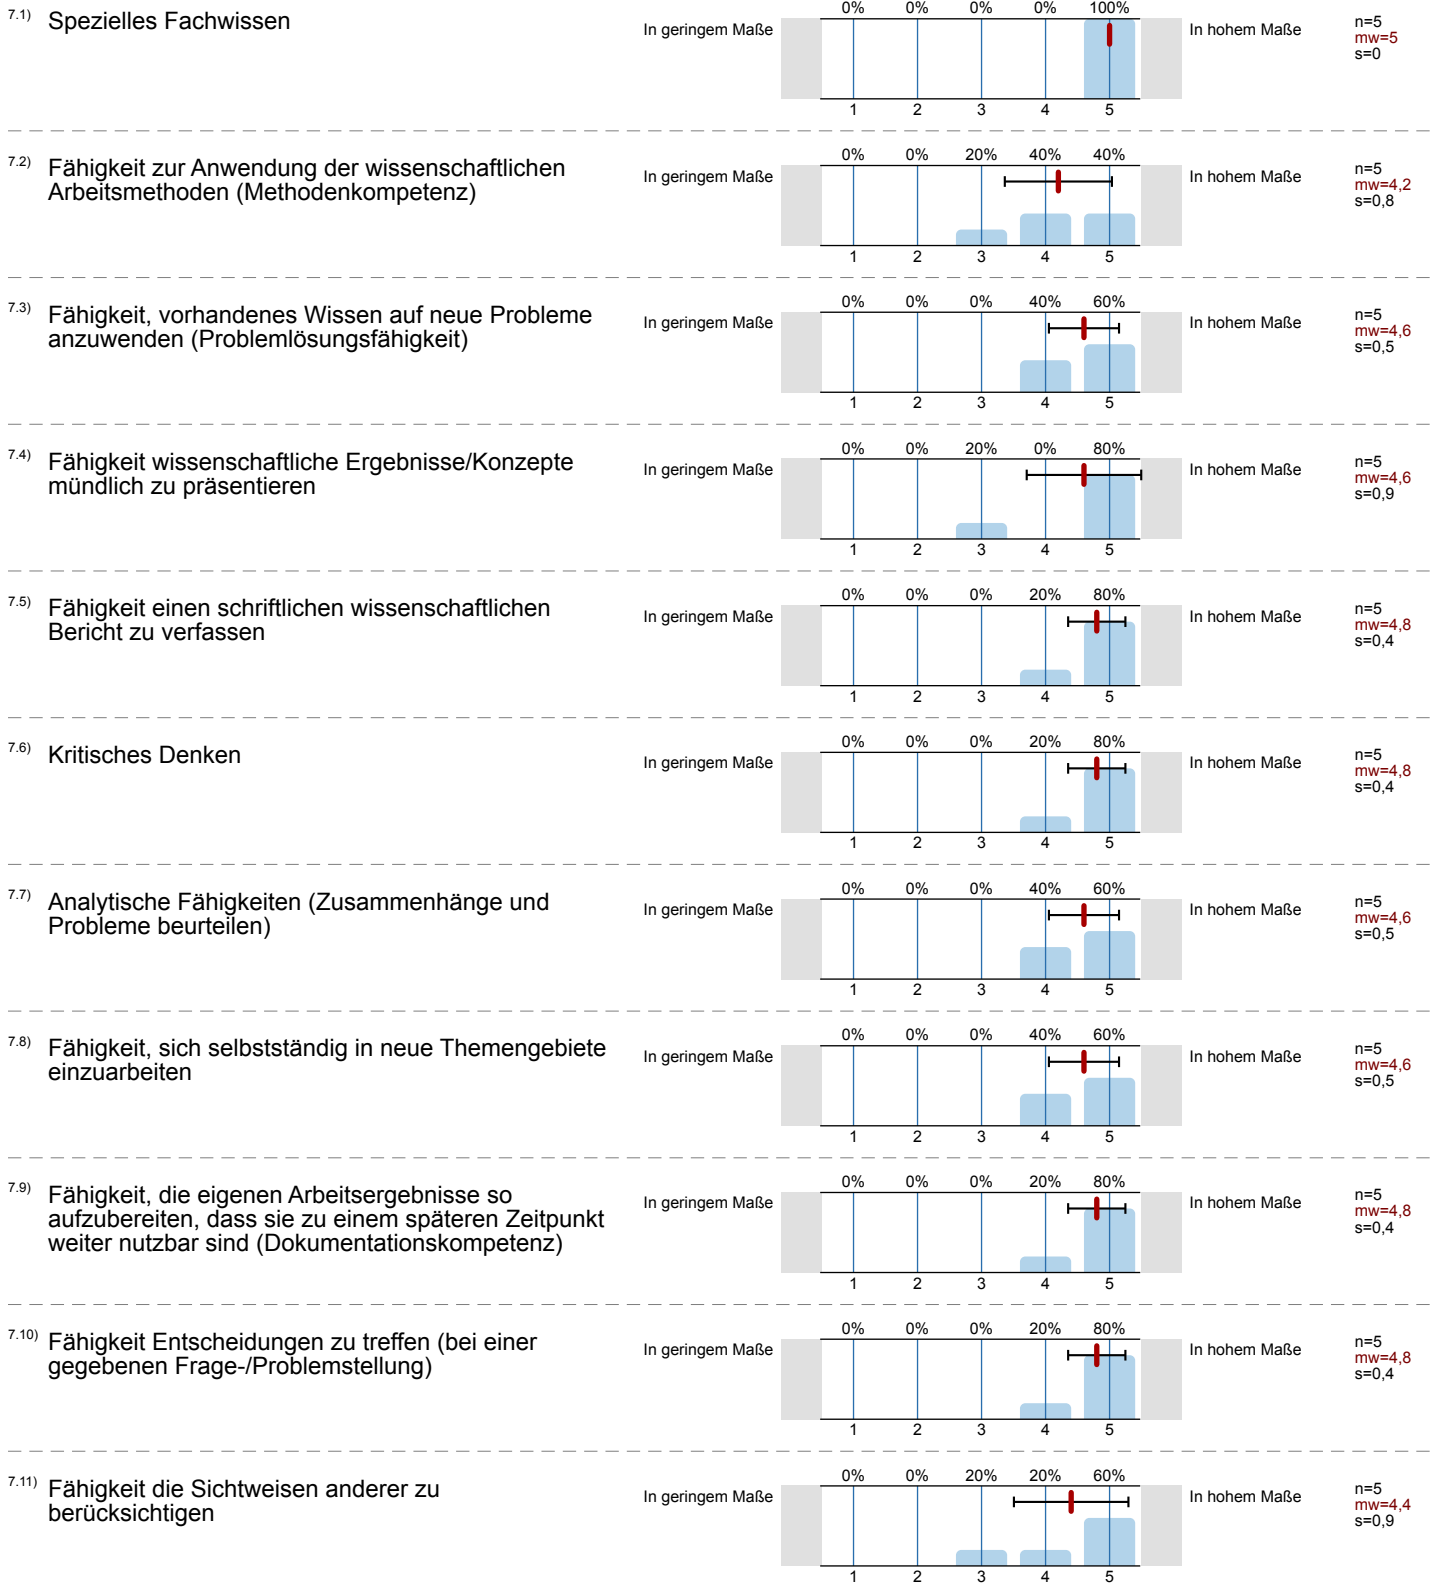 7.1) Spezielles Fachwissen
In geringem Maße
0% 0% 0% 0% 100%
1 2 3 4 5
In hohem Maße
n=5
mw=5
s=0
7.2) Fähigkeit zur Anwendung der wissenschaftlichen
Arbeitsmethoden (Methodenkompetenz)
In geringem Maße
0% 0% 20% 40% 40%
1 2 3 4 5
In hohem Maße
n=5
mw=4,2
s=0,8
7.3) Fähigkeit, vorhandenes Wissen auf neue Probleme
anzuwenden (Problemlösungsfähigkeit)
In geringem Maße
0% 0% 0% 40% 60%
1 2 3 4 5
In hohem Maße
n=5
mw=4,6
s=0,5
7.4) Fähigkeit wissenschaftliche Ergebnisse/Konzepte
mündlich zu präsentieren
In geringem Maße
0% 0% 20% 0% 80%
1 2 3 4 5
In hohem Maße
n=5
mw=4,6
s=0,9
7.5) Fähigkeit einen schriftlichen wissenschaftlichen
Bericht zu verfassen
In geringem Maße
0% 0% 0% 20% 80%
1 2 3 4 5
In hohem Maße
n=5
mw=4,8
s=0,4
7.6) Kritisches Denken
In geringem Maße
0% 0% 0% 20% 80%
1 2 3 4 5
In hohem Maße
n=5
mw=4,8
s=0,4
7.7) Analytische Fähigkeiten (Zusammenhänge und
Probleme beurteilen)
In geringem Maße
0% 0% 0% 40% 60%
1 2 3 4 5
In hohem Maße
n=5
mw=4,6
s=0,5
7.8) Fähigkeit, sich selbstständig in neue Themengebiete
einzuarbeiten
In geringem Maße
0% 0% 0% 40% 60%
1 2 3 4 5
In hohem Maße
n=5
mw=4,6
s=0,5
7.9) Fähigkeit, die eigenen Arbeitsergebnisse so
aufzubereiten, dass sie zu einem späteren Zeitpunkt
weiter nutzbar sind (Dokumentationskompetenz)
In geringem Maße
0% 0% 0% 20% 80%
1 2 3 4 5
In hohem Maße
n=5
mw=4,8
s=0,4
7.10) Fähigkeit Entscheidungen zu treffen (bei einer
gegebenen Frage-/Problemstellung)
In geringem Maße
0% 0% 0% 20% 80%
1 2 3 4 5
In hohem Maße
n=5
mw=4,8
s=0,4
7.11) Fähigkeit die Sichtweisen anderer zu
berücksichtigen
In geringem Maße
0% 0% 20% 20% 60%
1 2 3 4 5
In hohem Maße
n=5
mw=4,4
s=0,9